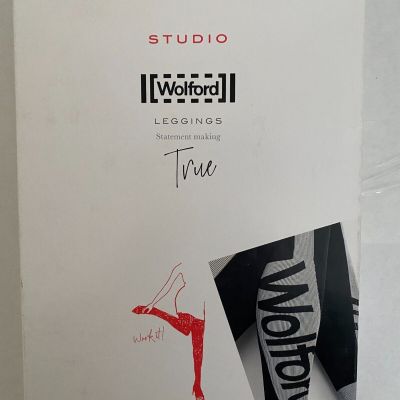 STUDIO
Wolford
LEGGINGS
Statement making
True
Work it!
Wolford